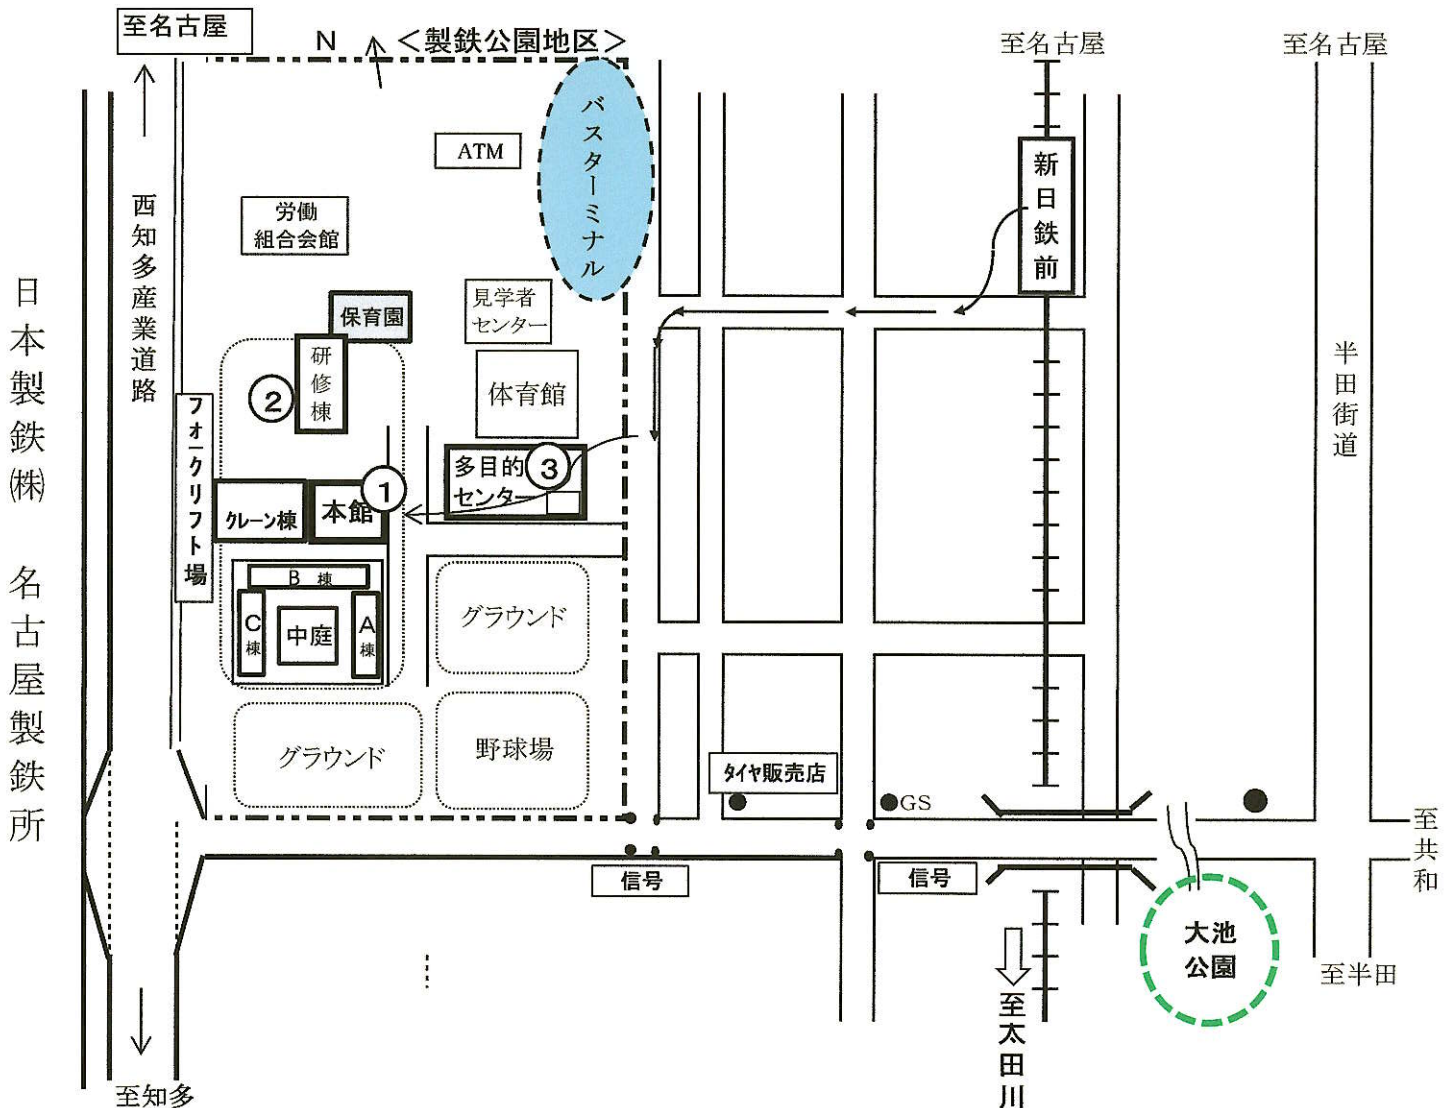 至名古屋
N
＜製鉄公園地区＞
至名古屋
至名古屋
バスターミナル
ATM
新日鉄前
西知多産業道路
労働
組合会館
日本製鉄㈱　名古屋製鉄所
保育園
見学者
センター
研修棟
②
体育館
半田街道
フォークリフト場
多目的
センター
③
①
クレーン棟
本館
B 棟
C棟
中庭
A棟
グラウンド
グラウンド
野球場
タイヤ販売店
GS
至共和
信号
信号
大池
公園
至半田
至太田川
至知多